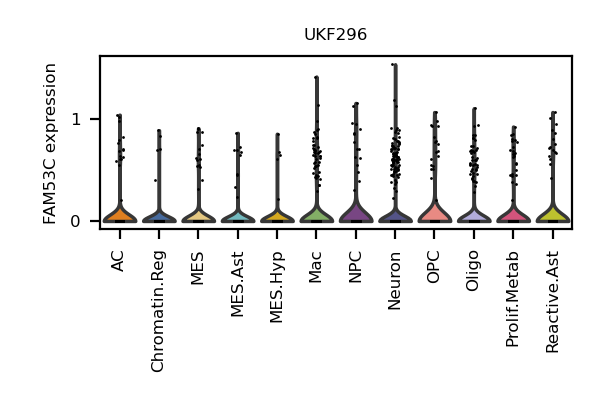 UKF296
FAM53C expression
1
0
AC
Chromatin.Reg
MES
MES.Ast
MES.Hyp
Mac
NPC
Neuron
OPC
Oligo
Prolif.Metab
Reactive.Ast